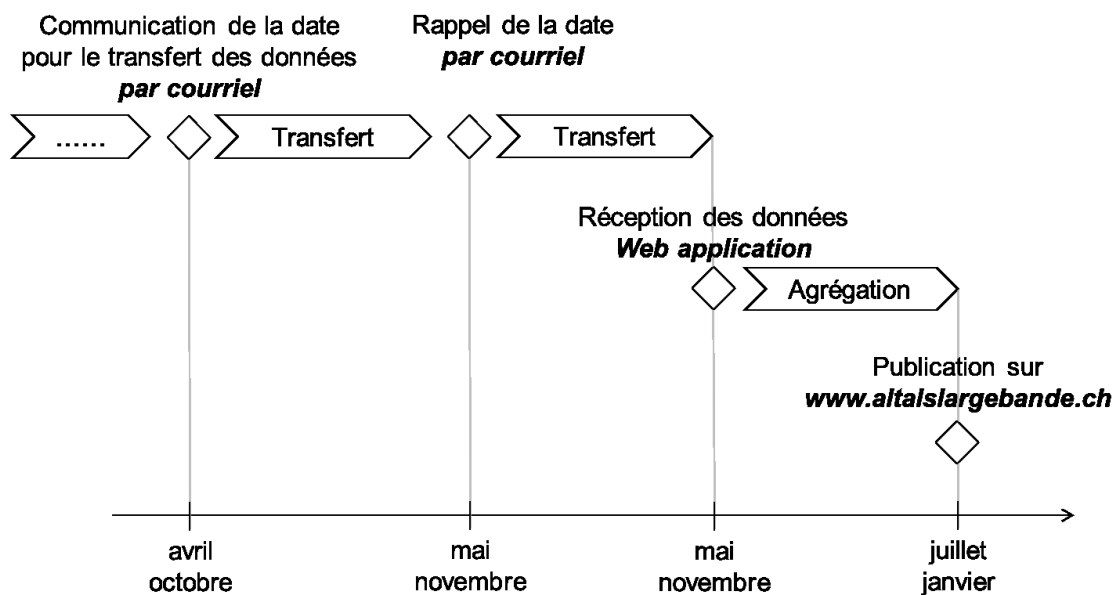 Communication de la date
pour le transfert des données
par courriel
Rappel de la date
par courriel
......
Transfert
Transfert
Réception des données
Web application
Agrégation
Publication sur
www.altalslargebande.ch
avril
octobre
mai
novembre
mai
novembre
juillet
janvier